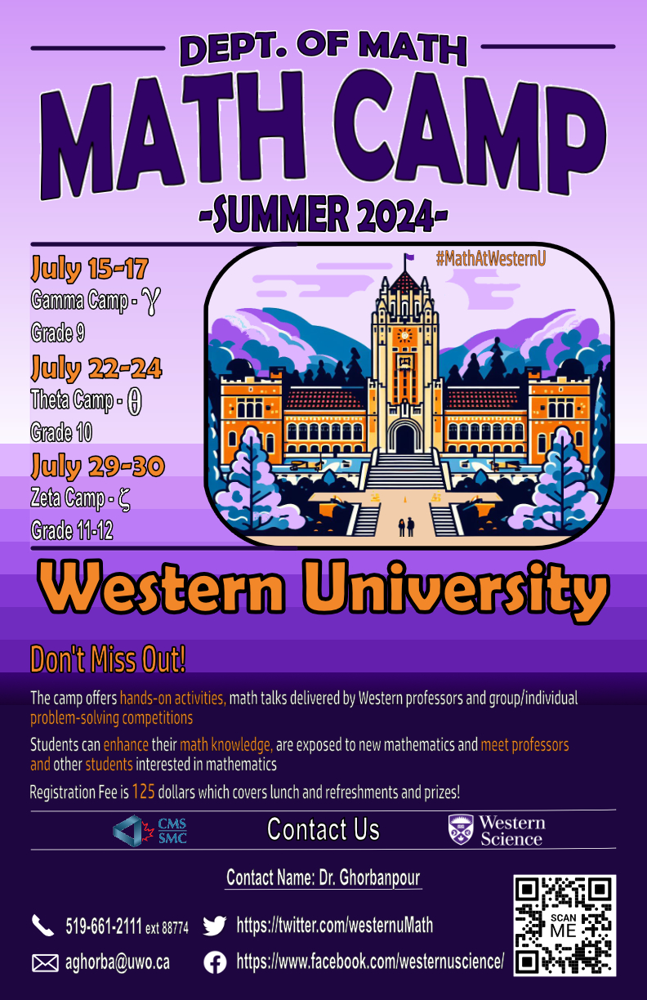 DEPT. OF MATH
MATH CAMP
-SUMMER 2024-
#MathAtWesternU
July 15-17
Gamma Camp - γ
Grade 9
July 22-24
Theta Camp - θ
Grade 10
July 29-30
Zeta Camp - ζ
Grade 11-12
Western University
Don't Miss Out!
The camp offers hands-on activities, math talks delivered by Western professors and group/individual
problem-solving competitions
Students can enhance their math knowledge, are exposed to new mathematics and meet professors
and other students interested in mathematics
Registration Fee is 125 dollars which covers lunch and refreshments and prizes!
CMS
SMC
Contact Us
Western
Science
Contact Name: Dr. Ghorbanpour
519-661-2111 ext 88774
https://twitter.com/westernuMath
aghorba@uwo.ca
https://www.facebook.com/westernuscience/
SCAN
ME